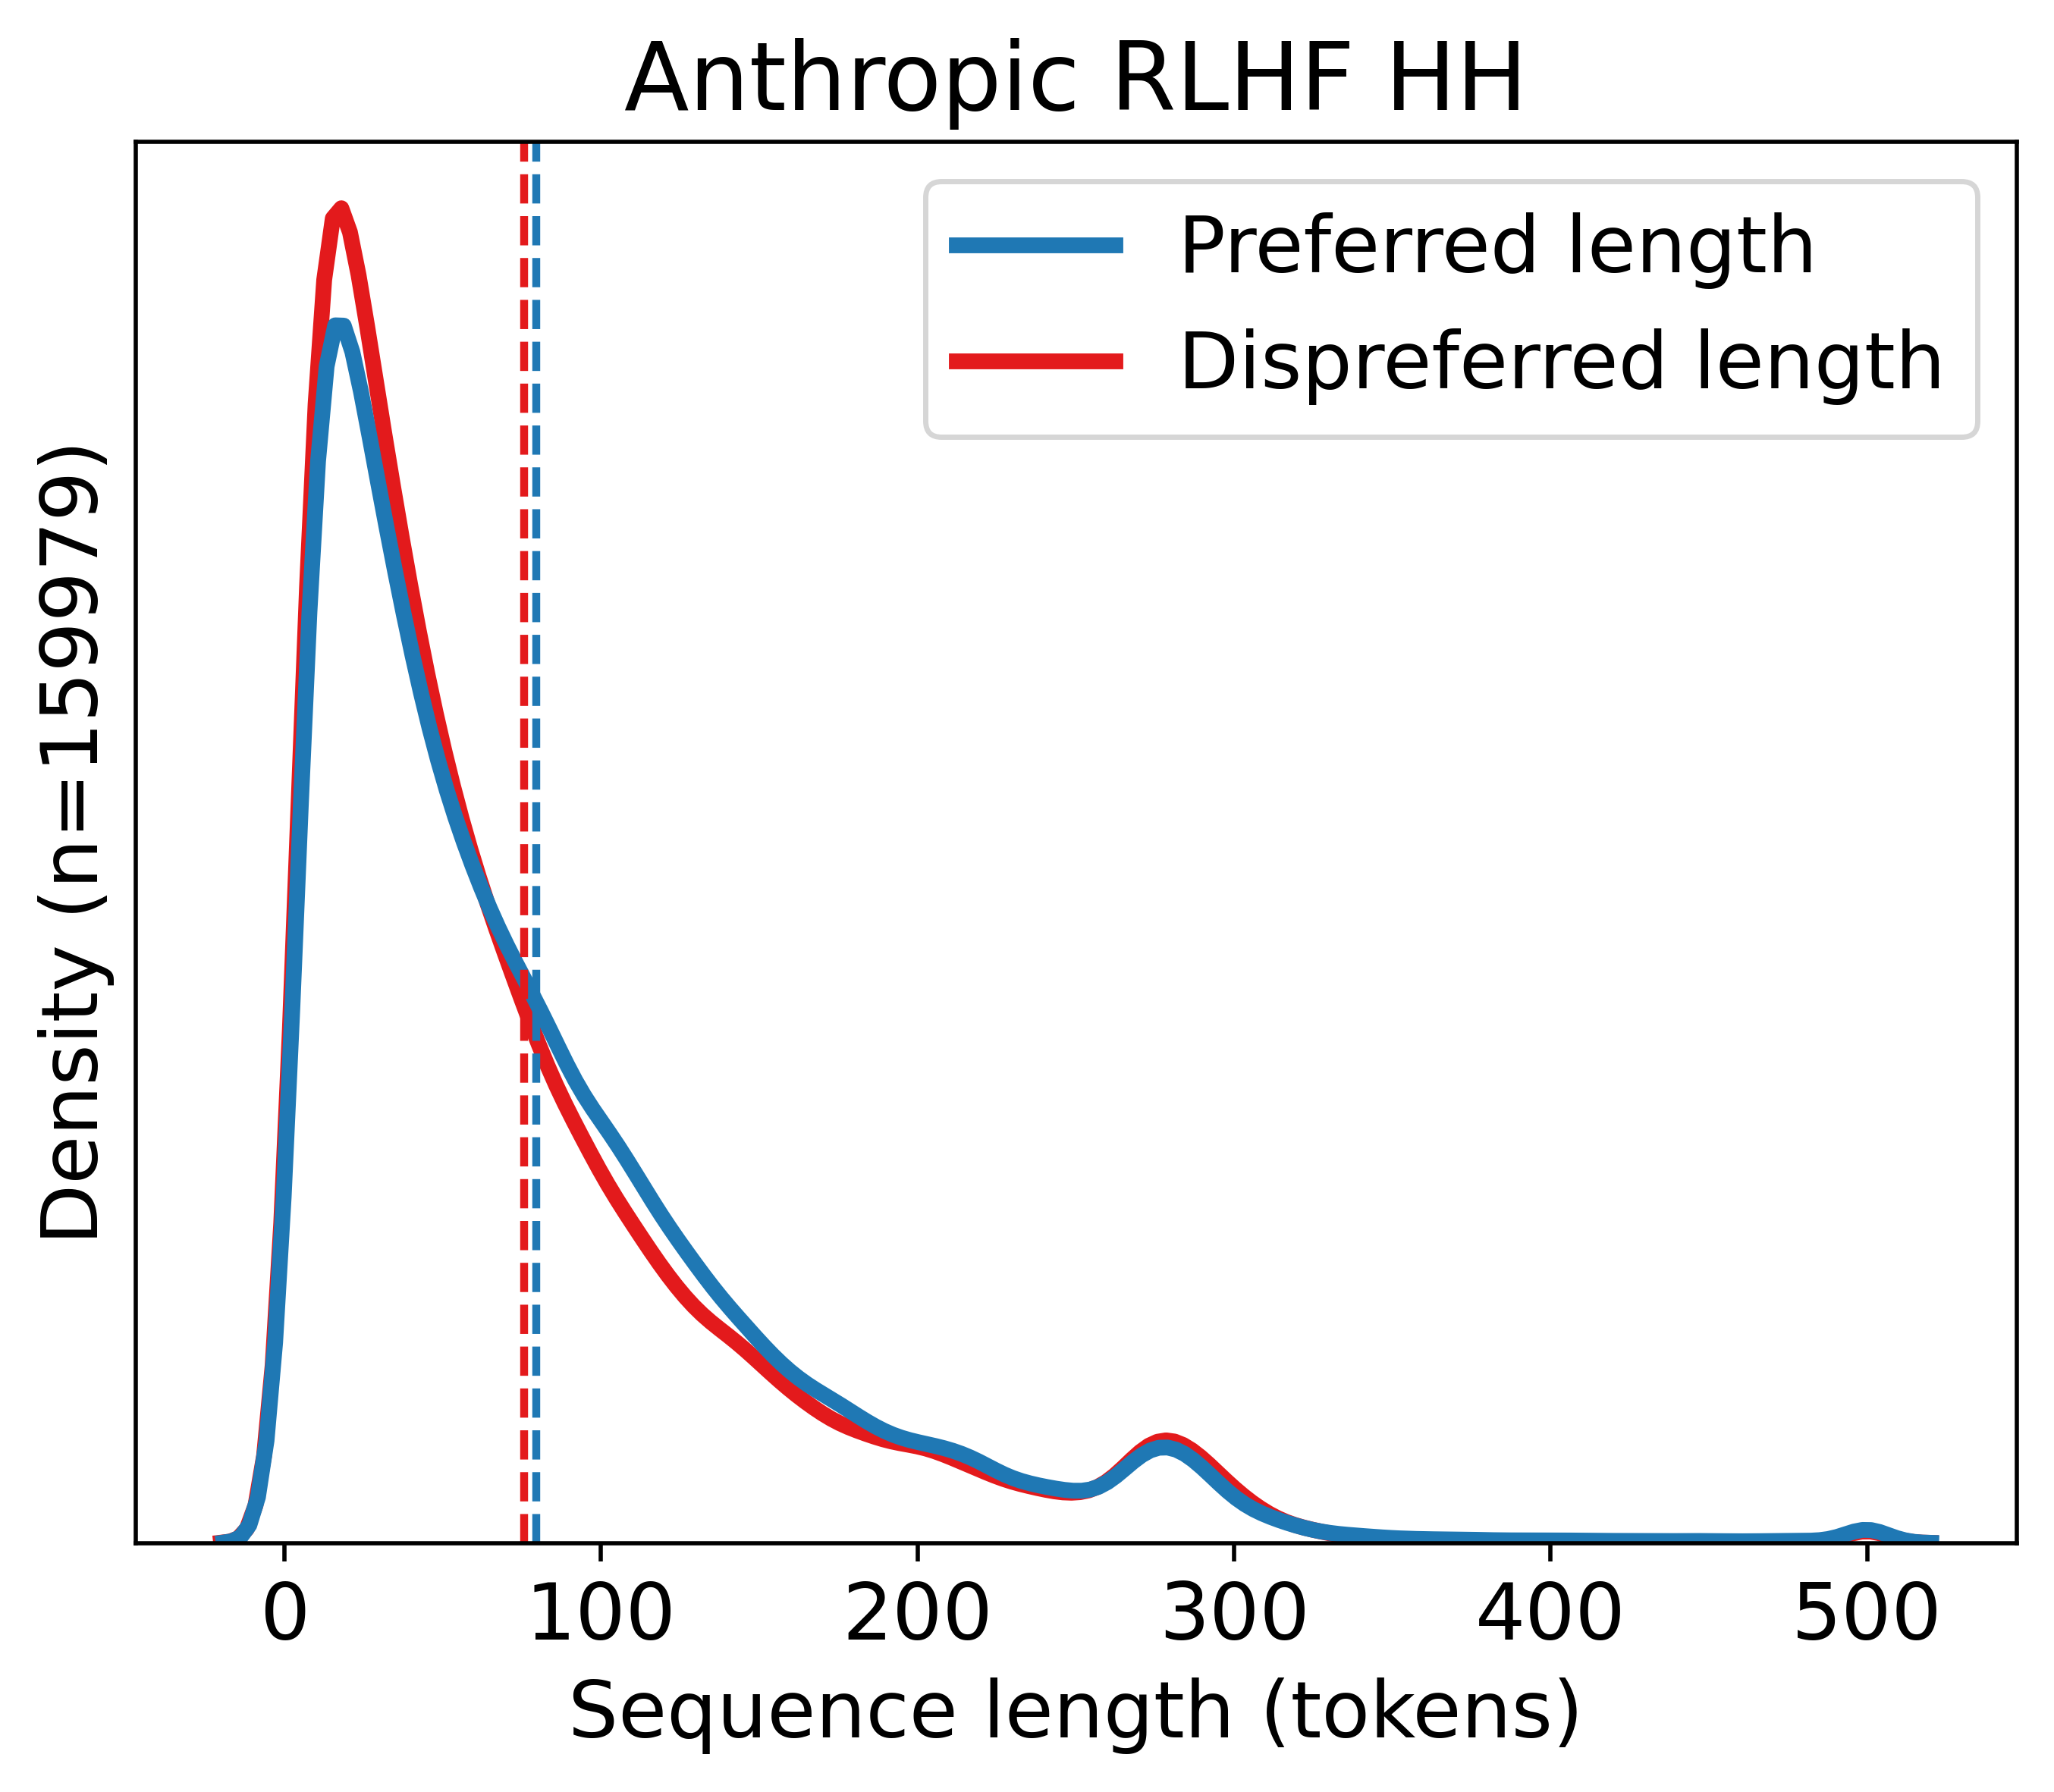 Anthropic RLHF HH
Preferred length
Dispreferred length
Density (n=159979)
0 100 200 300 400 500
Sequence length (tokens)